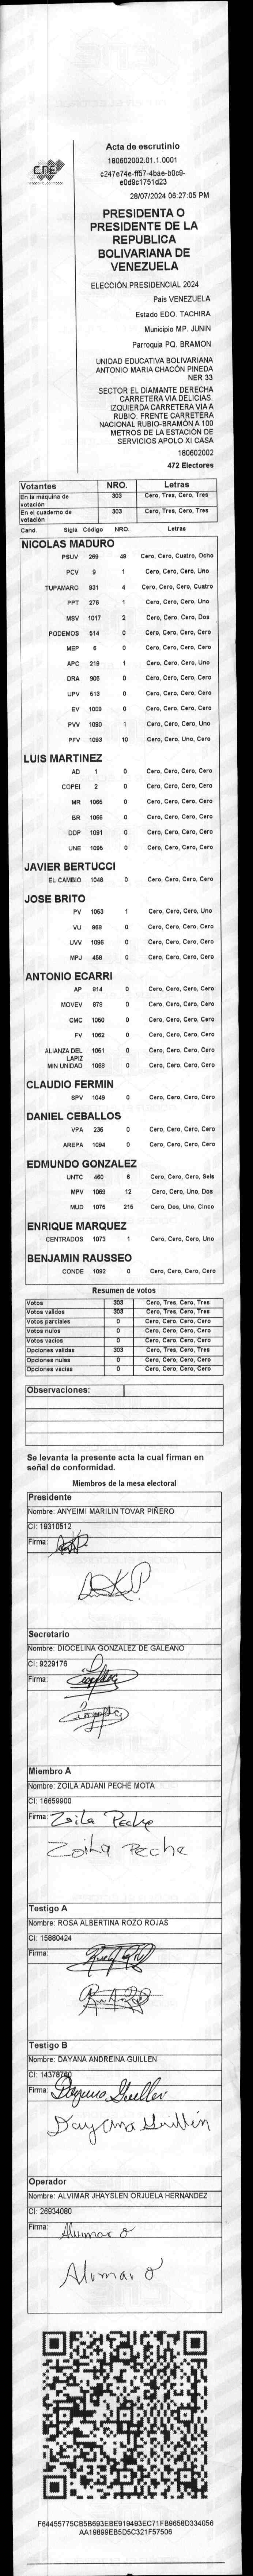 CNE
Acta de escrutinio
180602002.01.1.0001
c247e74e-ff57-4bae-b0c9-
e0d9c1751d23
28/07/2024 06:27:05 PM
PRESIDENTA O
PRESIDENTE DE LA
REPUBLICA
BOLIVARIANA DE
VENEZUELA
ELECCIÓN PRESIDENCIAL 2024
Pais VENEZUELA
Estado EDO. TACHIRA
Municipio MP. JUNIN
Parroquia PQ. BRAMON
UNIDAD EDUCATIVA BOLIVARIANA
ANTONIO MARIA CHACÓN PINEDA
NER 33
SECTOR EL DIAMANTE DERECHA
CARRETERA VIA DELICIAS.
IZQUIERDA CARRETERA VIA A
RUBIO. FRENTE CARRETERA
NACIONAL RUBIO-BRAMÓN A 100
METROS DE LA ESTACIÓN DE
SERVICIOS APOLO XI CASA
180602002
472 Electores
Votantes NRO. Letras
En la máquina de votación 303 Cero, Tres, Cero, Tres
En el cuaderno de votación 303 Cero, Tres, Cero, Tres
Cand. Sigla Código NRO. Letras
NICOLAS MADURO
PSUV 269 48 Cero, Cero, Cuatro, Ocho
PCV 9 1 Cero, Cero, Cero, Uno
TUPAMARO 931 4 Cero, Cero, Cero, Cuatro
PPT 276 1 Cero, Cero, Cero, Uno
MSV 1017 2 Cero, Cero, Cero, Dos
PODEMOS 514 0 Cero, Cero, Cero, Cero
MEP 6 0 Cero, Cero, Cero, Cero
APC 219 1 Cero, Cero, Cero, Uno
ORA 906 0 Cero, Cero, Cero, Cero
UPV 513 0 Cero, Cero, Cero, Cero
EV 1009 0 Cero, Cero, Cero, Cero
PVV 1090 1 Cero, Cero, Cero, Uno
PFV 1093 10 Cero, Cero, Uno, Cero
LUIS MARTINEZ
AD 1 0 Cero, Cero, Cero, Cero
COPEI 2 0 Cero, Cero, Cero, Cero
MR 1065 0 Cero, Cero, Cero, Cero
BR 1066 0 Cero, Cero, Cero, Cero
DDP 1091 0 Cero, Cero, Cero, Cero
UNE 1095 0 Cero, Cero, Cero, Cero
JAVIER BERTUCCI
EL CAMBIO 1048 0 Cero, Cero, Cero, Cero
JOSE BRITO
PV 1053 1 Cero, Cero, Cero, Uno
VU 868 0 Cero, Cero, Cero, Cero
UVV 1096 0 Cero, Cero, Cero, Cero
MPJ 458 0 Cero, Cero, Cero, Cero
ANTONIO ECARRI
AP 814 0 Cero, Cero, Cero, Cero
MOVEV 979 0 Cero, Cero, Cero, Cero
CMC 1050 0 Cero, Cero, Cero, Cero
FV 1062 0 Cero, Cero, Cero, Cero
ALIANZA DEL LAPIZ 1051 0 Cero, Cero, Cero, Cero
MIN UNIDAD 1068 0 Cero, Cero, Cero, Cero
CLAUDIO FERMIN
SPV 1049 0 Cero, Cero, Cero, Cero
DANIEL CEBALLOS
VPA 236 0 Cero, Cero, Cero, Cero
AREPA 1094 0 Cero, Cero, Cero, Cero
EDMUNDO GONZALEZ
UNTC 460 6 Cero, Cero, Cero, Seis
MPV 1069 12 Cero, Cero, Uno, Dos
MUD 1075 215 Cero, Dos, Uno, Cinco
ENRIQUE MARQUEZ
CENTRADOS 1073 1 Cero, Cero, Cero, Uno
BENJAMIN RAUSSEO
CONDE 1092 0 Cero, Cero, Cero, Cero
Resumen de votos
Votos 303 Cero, Tres, Cero, Tres
Votos validos 303 Cero, Tres, Cero, Tres
Votos parciales 0 Cero, Cero, Cero, Cero
Votos nulos 0 Cero, Cero, Cero, Cero
Votos vacios 0 Cero, Cero, Cero, Cero
Opciones validas 303 Cero, Tres, Cero, Tres
Opciones nulas 0 Cero, Cero, Cero, Cero
Opciones vacias 0 Cero, Cero, Cero, Cero
Observaciones:
Se levanta la presente acta la cual firman en
señal de conformidad.
Miembros de la mesa electoral
Presidente
Nombre: ANYEIMI MARILIN TOVAR PIÑERO
CI: 19310512
Firma:
Secretario
Nombre: DIOCELINA GONZALEZ DE GALEANO
CI: 9229176
Firma:
Miembro A
Nombre: ZOILA ADJANI PECHE MOTA
CI: 16659900
Firma: Zoila Peche
Zoila Peche
Testigo A
Nombre: ROSA ALBERTINA ROZO ROJAS
CI: 15880424
Firma:
Testigo B
Nombre: DAYANA ANDREINA GUILLEN
CI: 14378760
Firma: Dayana Guillen
Dayana Guillén
Operador
Nombre: ALVIMAR JHAYSLEN ORJUELA HERNANDEZ
CI: 26934080
Firma: Alvimar O
Alvimar O
F64455775CB5B693EBE919493EC71FB9658D334056
AA19899EB5D5C321F57506